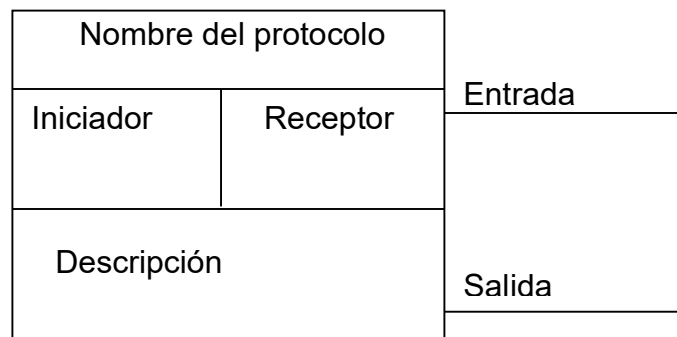 Nombre del protocolo
Entrada
Iniciador
Receptor
Descripción
Salida